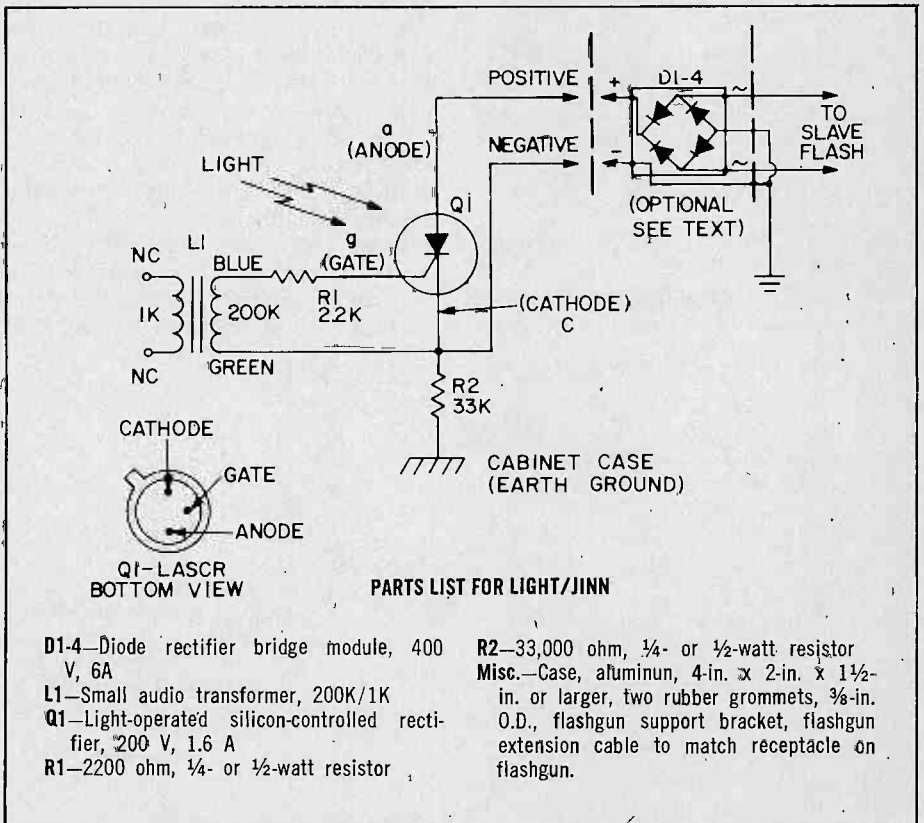 POSITIVE
+ D1-4
~
TO
SLAVE
FLASH
a
(ANODE)
NEGATIVE
-
~
LIGHT
Q1
(OPTIONAL
SEE TEXT)
g
(GATE)
NC
L1
BLUE
R1
2.2K
1K
200K
(CATHODE)
C
NC
GREEN
R2
33K
CATHODE
GATE
ANODE
CABINET CASE
(EARTH GROUND)
Q1-LASCR
BOTTOM VIEW
PARTS LIST FOR LIGHT/JINN
D1-4—Diode rectifier bridge module, 400
V, 6A
L1—Small audio transformer, 200K/1K
Q1—Light-operated silicon-controlled recti-
fier, 200 V, 1.6 A
R1—2200 ohm, ¼- or ½-watt resistor
R2—33,000 ohm, ¼- or ½-watt resistor
Misc.—Case, aluminun, 4-in. x 2-in. x 1½-
in. or larger, two rubber grommets, ⅜-in.
O.D., flashgun support bracket, flashgun
extension cable to match receptacle on
flashgun.